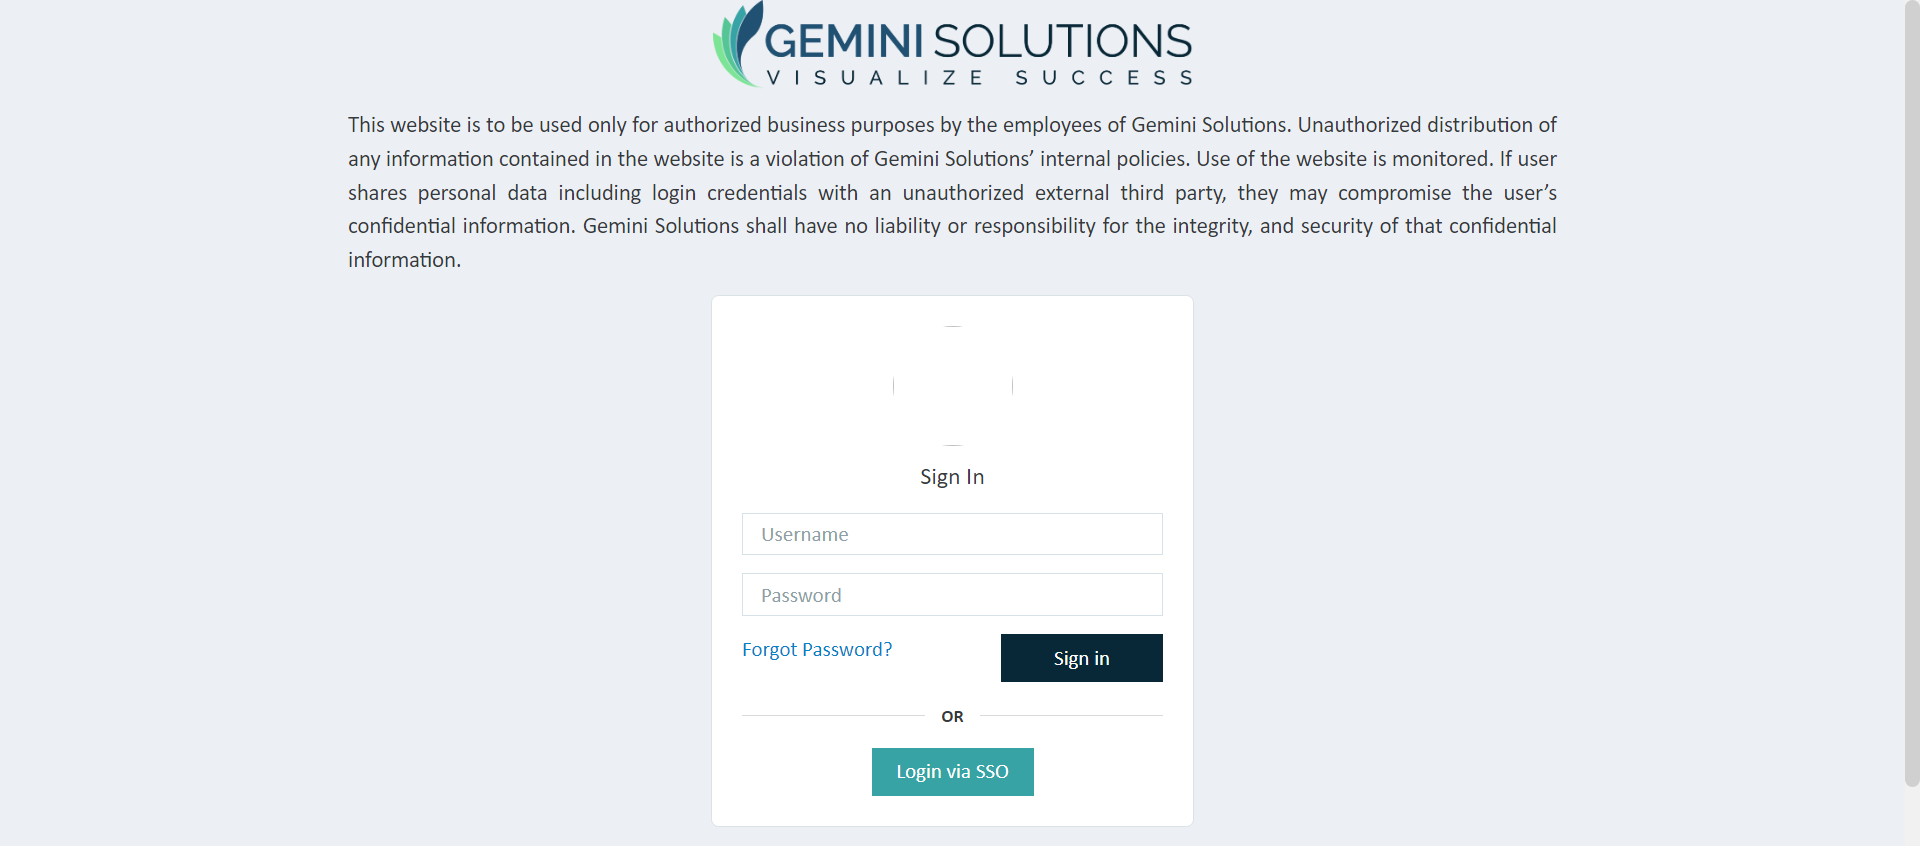 GEMINI SOLUTIONS
VISUALIZE SUCCESS
This website is to be used only for authorized business purposes by the employees of Gemini Solutions. Unauthorized distribution of
any information contained in the website is a violation of Gemini Solutions’ internal policies. Use of the website is monitored. If user
shares personal data including login credentials with an unauthorized external third party, they may compromise the user’s
confidential information. Gemini Solutions shall have no liability or responsibility for the integrity, and security of that confidential
information.
Sign In
Username
Password
Forgot Password?
Sign in
OR
Login via SSO